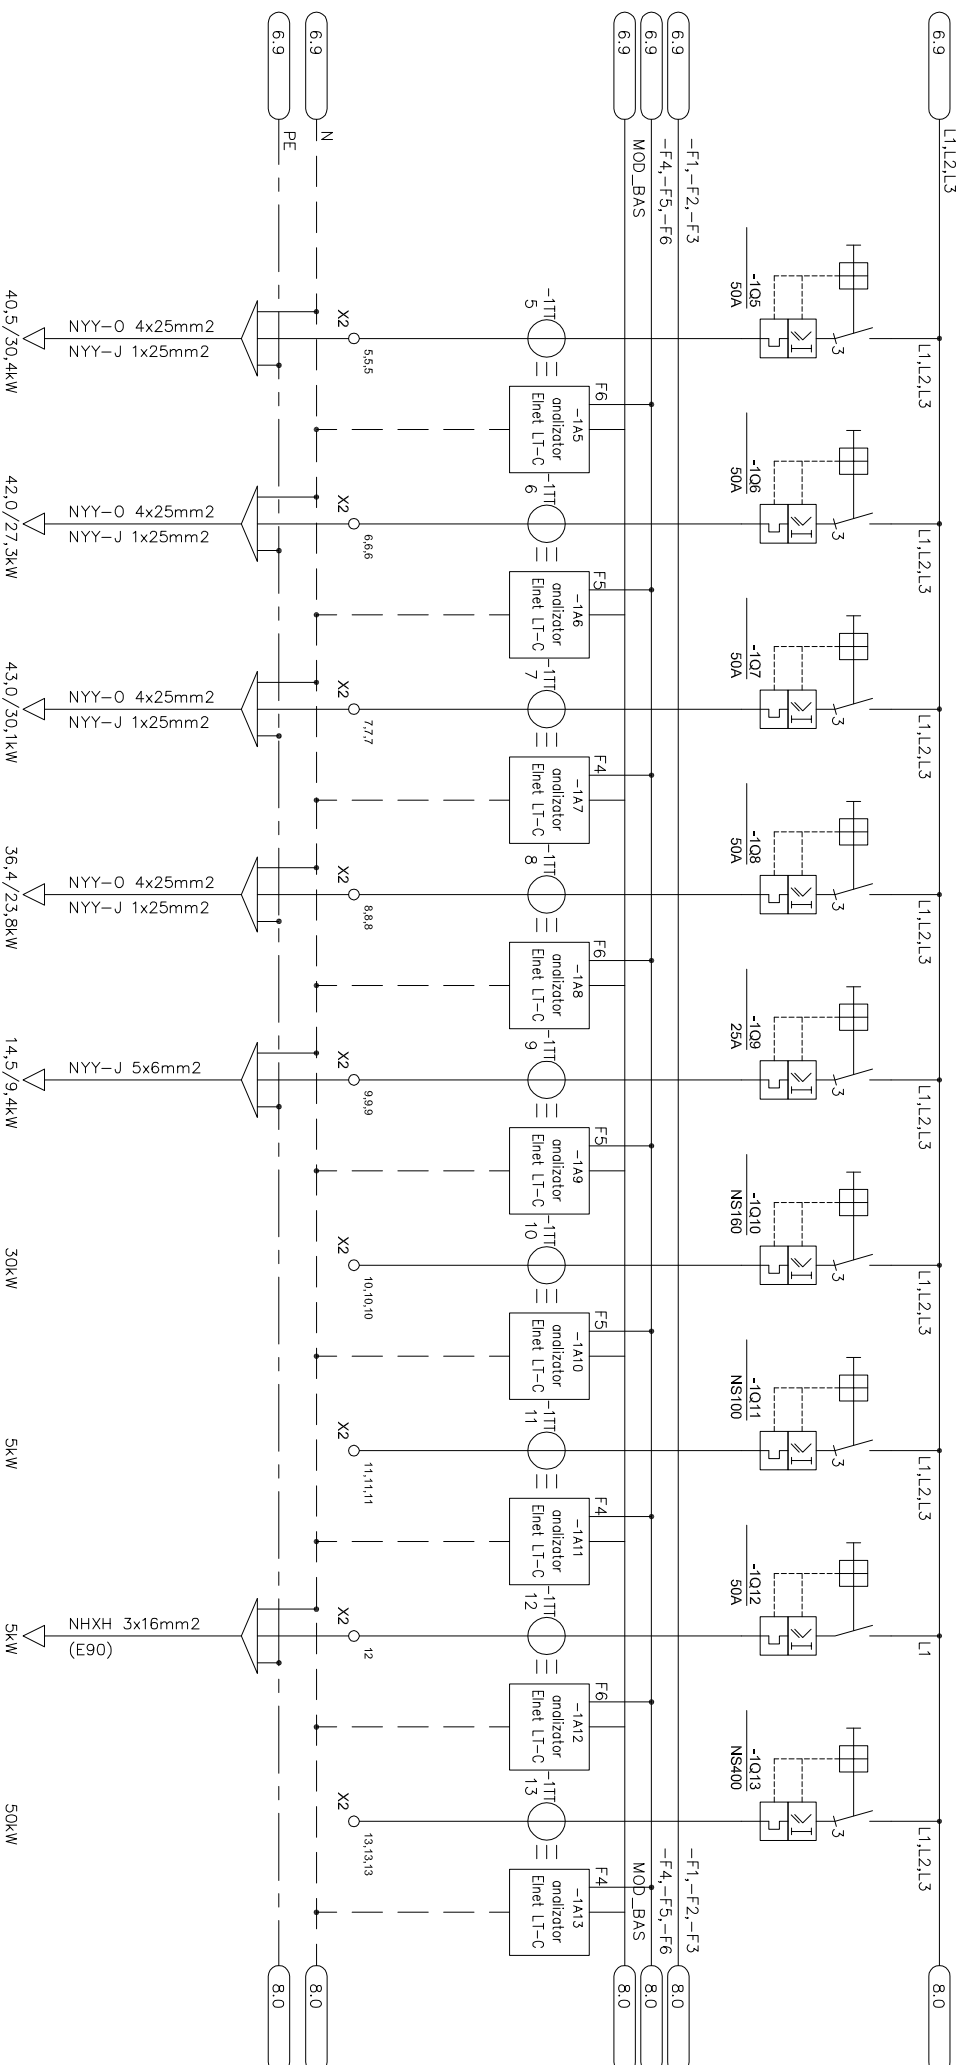 6.9
L1,L2,L3
8.0
6.9
-F1,-F2,-F3
-F1,-F2,-F3
8.0
6.9
-F4,-F5,-F6
-F4,-F5,-F6
8.0
6.9
MOD_BAS
MOD_BAS
8.0
6.9
N
8.0
6.9
PE
8.0
L1,L2,L3
-1Q5
50A
3
-1TT
5
F6
-1A5
analizator
Elnet LT-C
X2
5,5,5
NYY-O 4x25mm2
NYY-J 1x25mm2
40,5/30,4kW
L1,L2,L3
-1Q6
50A
3
-1TT
6
F5
-1A6
analizator
Elnet LT-C
X2
6,6,6
NYY-O 4x25mm2
NYY-J 1x25mm2
42,0/27,3kW
L1,L2,L3
-1Q7
50A
3
-1TT
7
F4
-1A7
analizator
Elnet LT-C
X2
7,7,7
NYY-O 4x25mm2
NYY-J 1x25mm2
43,0/30,1kW
L1,L2,L3
-1Q8
50A
3
-1TT
8
F6
-1A8
analizator
Elnet LT-C
X2
8,8,8
NYY-O 4x25mm2
NYY-J 1x25mm2
36,4/23,8kW
L1,L2,L3
-1Q9
25A
3
-1TT
9
F5
-1A9
analizator
Elnet LT-C
X2
9,9,9
NYY-J 5x6mm2
14,5/9,4kW
L1,L2,L3
-1Q10
NS160
3
-1TT
10
F5
-1A10
analizator
Elnet LT-C
X2
10,10,10
30kW
L1,L2,L3
-1Q11
NS100
3
-1TT
11
F4
-1A11
analizator
Elnet LT-C
X2
11,11,11
5kW
L1
-1Q12
50A
-1TT
12
F6
-1A12
analizator
Elnet LT-C
X2
12
NHXH 3x16mm2
(E90)
5kW
L1,L2,L3
-1Q13
NS400
3
-1TT
13
F4
-1A13
analizator
Elnet LT-C
X2
13,13,13
50kW